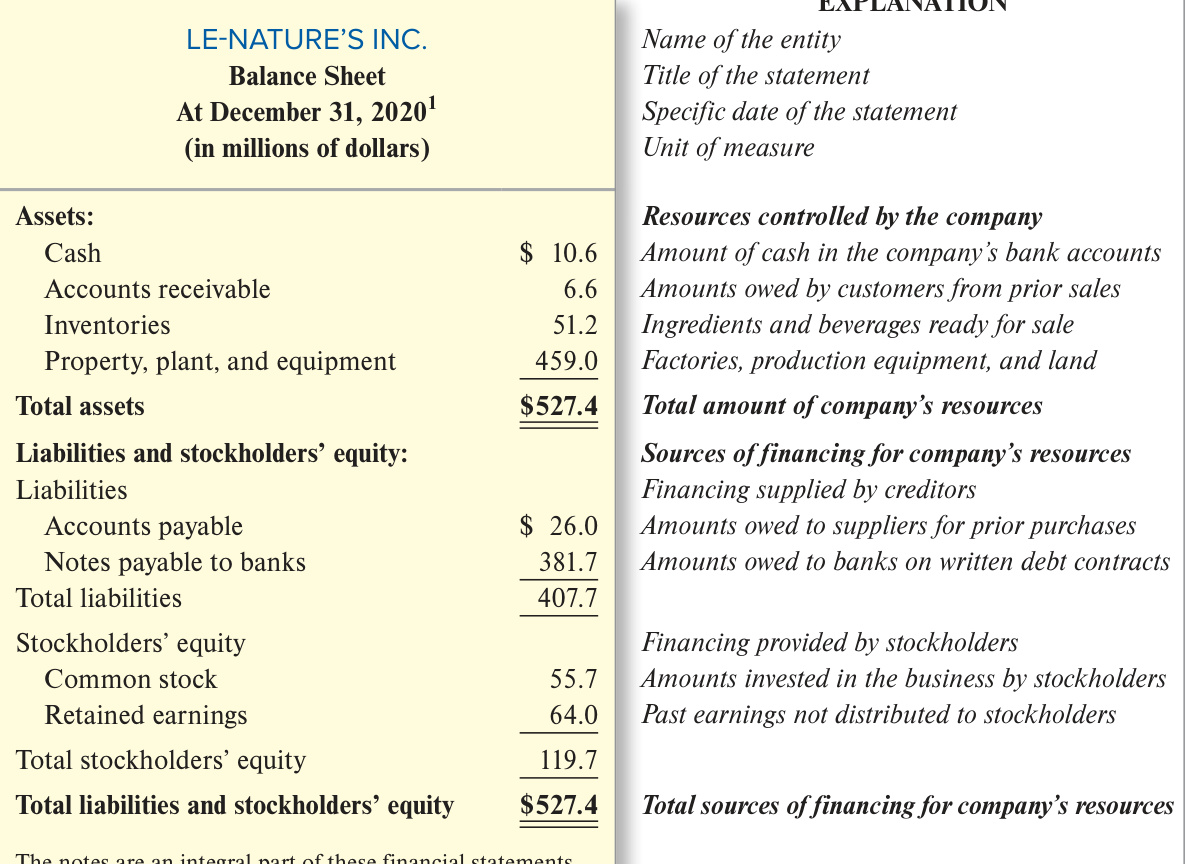 EXPLANATION
LE-NATURE'S INC. Name of the entity
Balance Sheet Title of the statement
At December 31, 2020¹ Specific date of the statement
(in millions of dollars) Unit of measure
Assets: Resources controlled by the company
Cash $ 10.6 Amount of cash in the company's bank accounts
Accounts receivable 6.6 Amounts owed by customers from prior sales
Inventories 51.2 Ingredients and beverages ready for sale
Property, plant, and equipment 459.0 Factories, production equipment, and land
Total assets $527.4 Total amount of company's resources
Liabilities and stockholders' equity: Sources of financing for company's resources
Liabilities Financing supplied by creditors
Accounts payable $ 26.0 Amounts owed to suppliers for prior purchases
Notes payable to banks 381.7 Amounts owed to banks on written debt contracts
Total liabilities 407.7
Stockholders' equity Financing provided by stockholders
Common stock 55.7 Amounts invested in the business by stockholders
Retained earnings 64.0 Past earnings not distributed to stockholders
Total stockholders' equity 119.7
Total liabilities and stockholders' equity $527.4 Total sources of financing for company's resources
The notes are an integral part of these financial statements